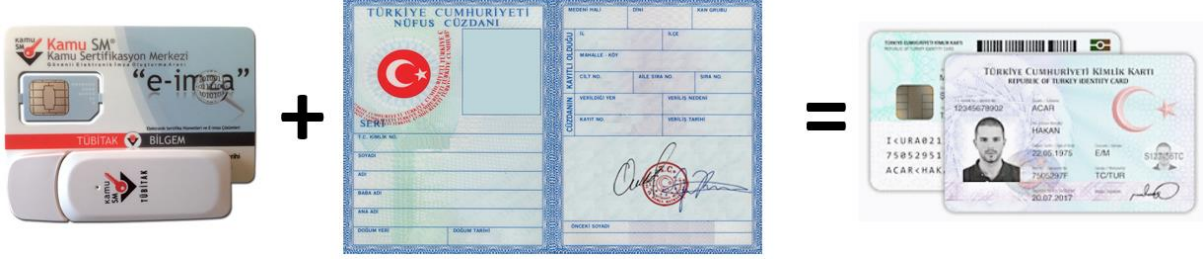 Kamu SM®
Kamu Sertifikasyon Merkezi
"e-imza"
TÜBİTAK BİLGEM
kamu
SM
TÜBİTAK
+
TÜRKİYE CUMHURİYETİ
NÜFUS CÜZDANI
SERİ
T.C. KİMLİK NO.
SOYADI
ADI
BABA ADI
ANA ADI
DOĞUM YERİ DOĞUM TARİHİ
MEDENİ HALİ DİNİ KAN GRUBU
CÜZDANIN KAYITLI OLDUĞU
İL İLÇE
MAHALLE - KÖY
CİLT NO. AİLE SIRA NO. SIRA NO.
VERİLDİĞİ YER VERİLİŞ NEDENİ
KAYIT NO. VERİLİŞ TARİHİ
ÖNCEKİ SOYADI
=
TÜRKİYE CUMHURİYETİ KİMLİK KARTI
REPUBLIC OF TURKEY IDENTITY CARD
12345678902
ACAR
HAKAN
22.05.1975 E/M
TC/TUR
20.07.2017
I<URA021
75052951
ACAR<HAK